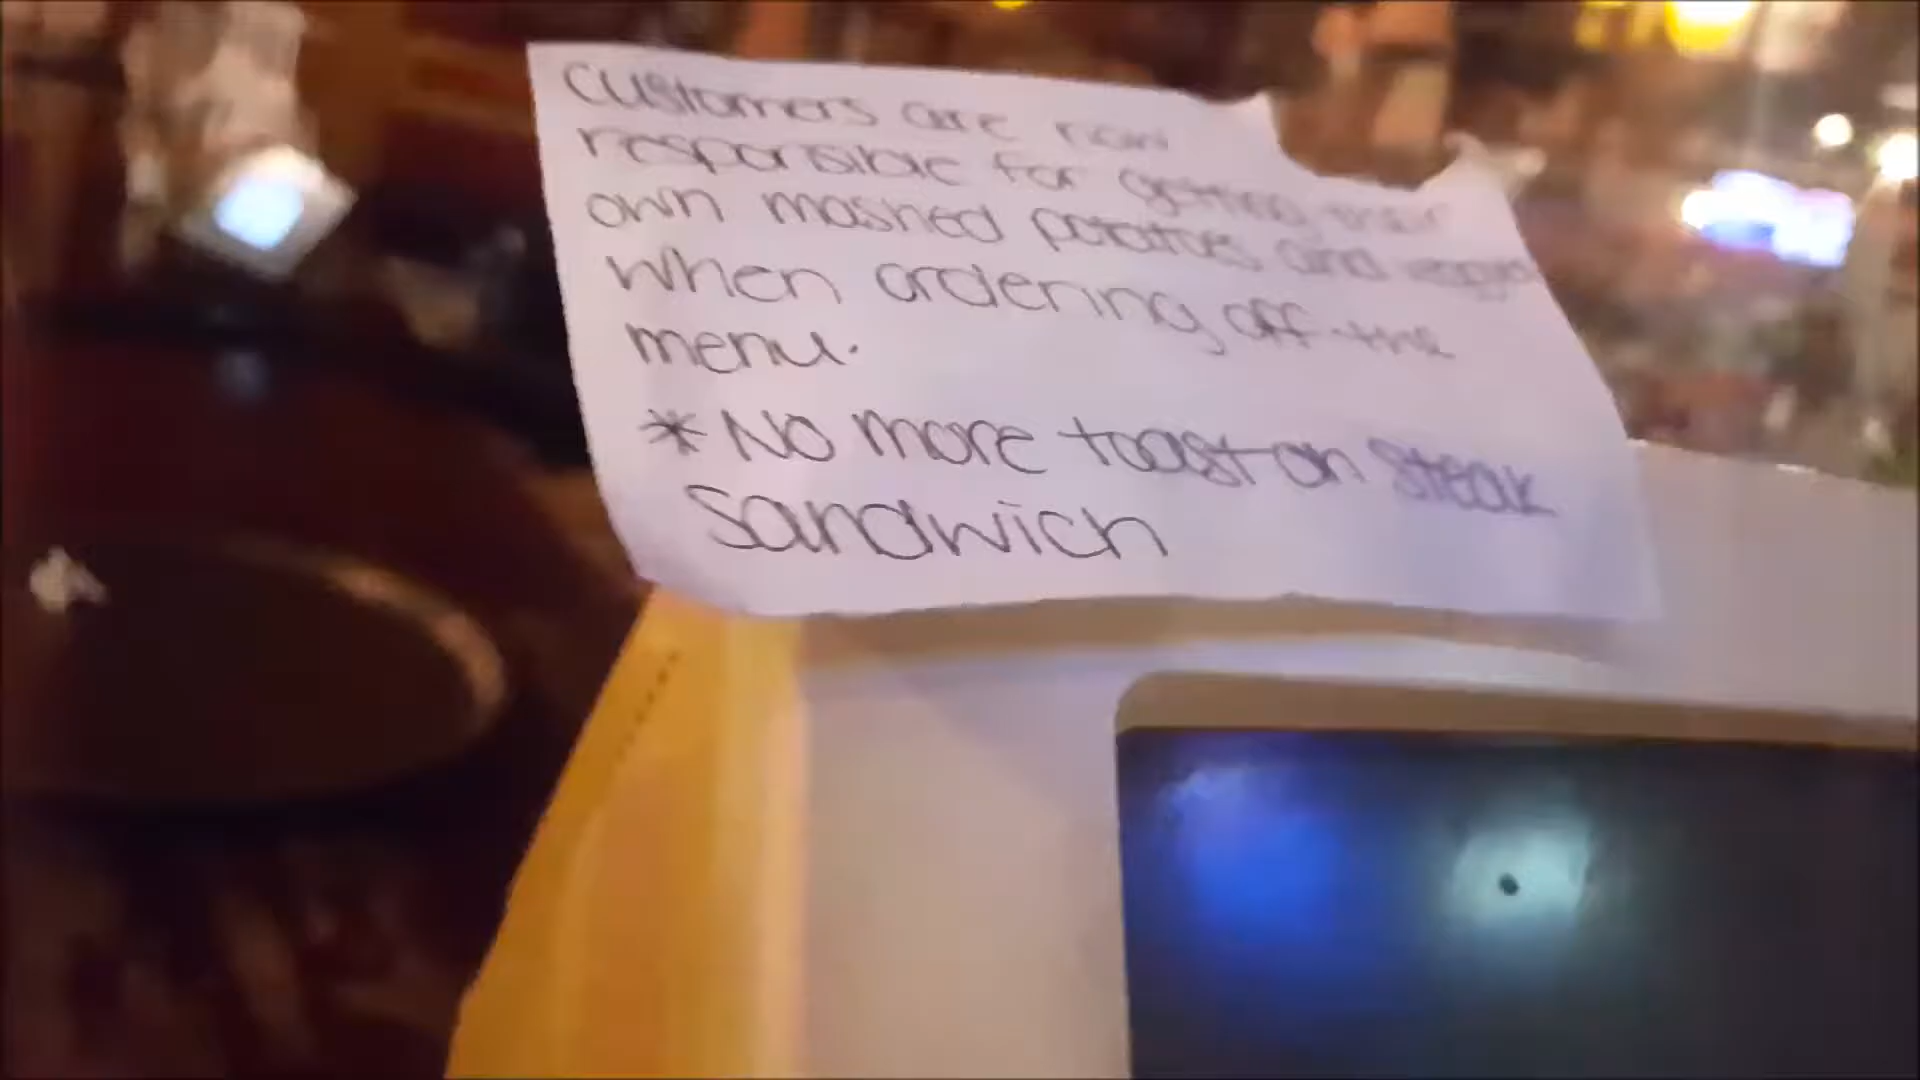 Customers are now
responsible for getting their
own mashed potatoes and veggies
when ordering off the
menu.
* No more toast on steak
sandwich